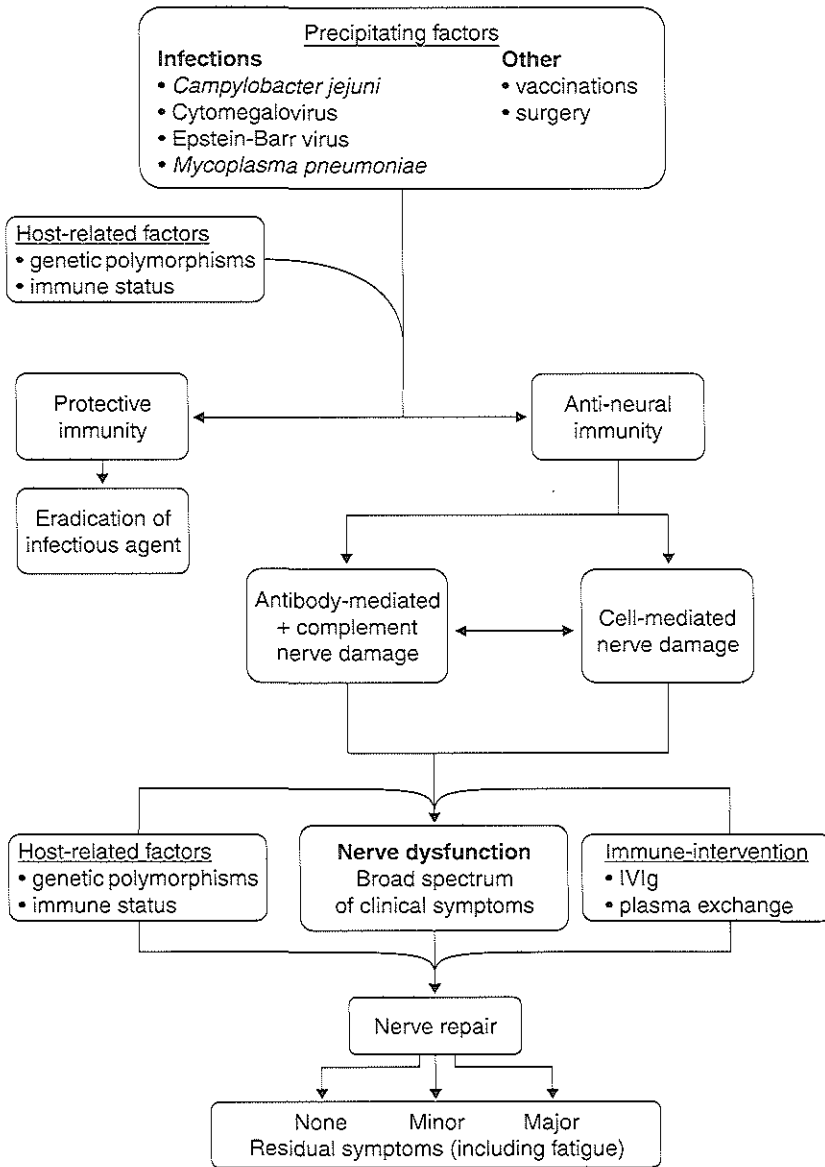 Precipitating factors
Infections
• Campylobacter jejuni
• Cytomegalovirus
• Epstein-Barr virus
• Mycoplasma pneumoniae
Other
• vaccinations
• surgery
Host-related factors
• genetic polymorphisms
• immune status
Protective
immunity
Anti-neural
immunity
Eradication of
infectious agent
Antibody-mediated
+ complement
nerve damage
Cell-mediated
nerve damage
Host-related factors
• genetic polymorphisms
• immune status
Nerve dysfunction
Broad spectrum
of clinical symptoms
Immune-intervention
• IVIg
• plasma exchange
Nerve repair
None Minor Major
Residual symptoms (including fatigue)